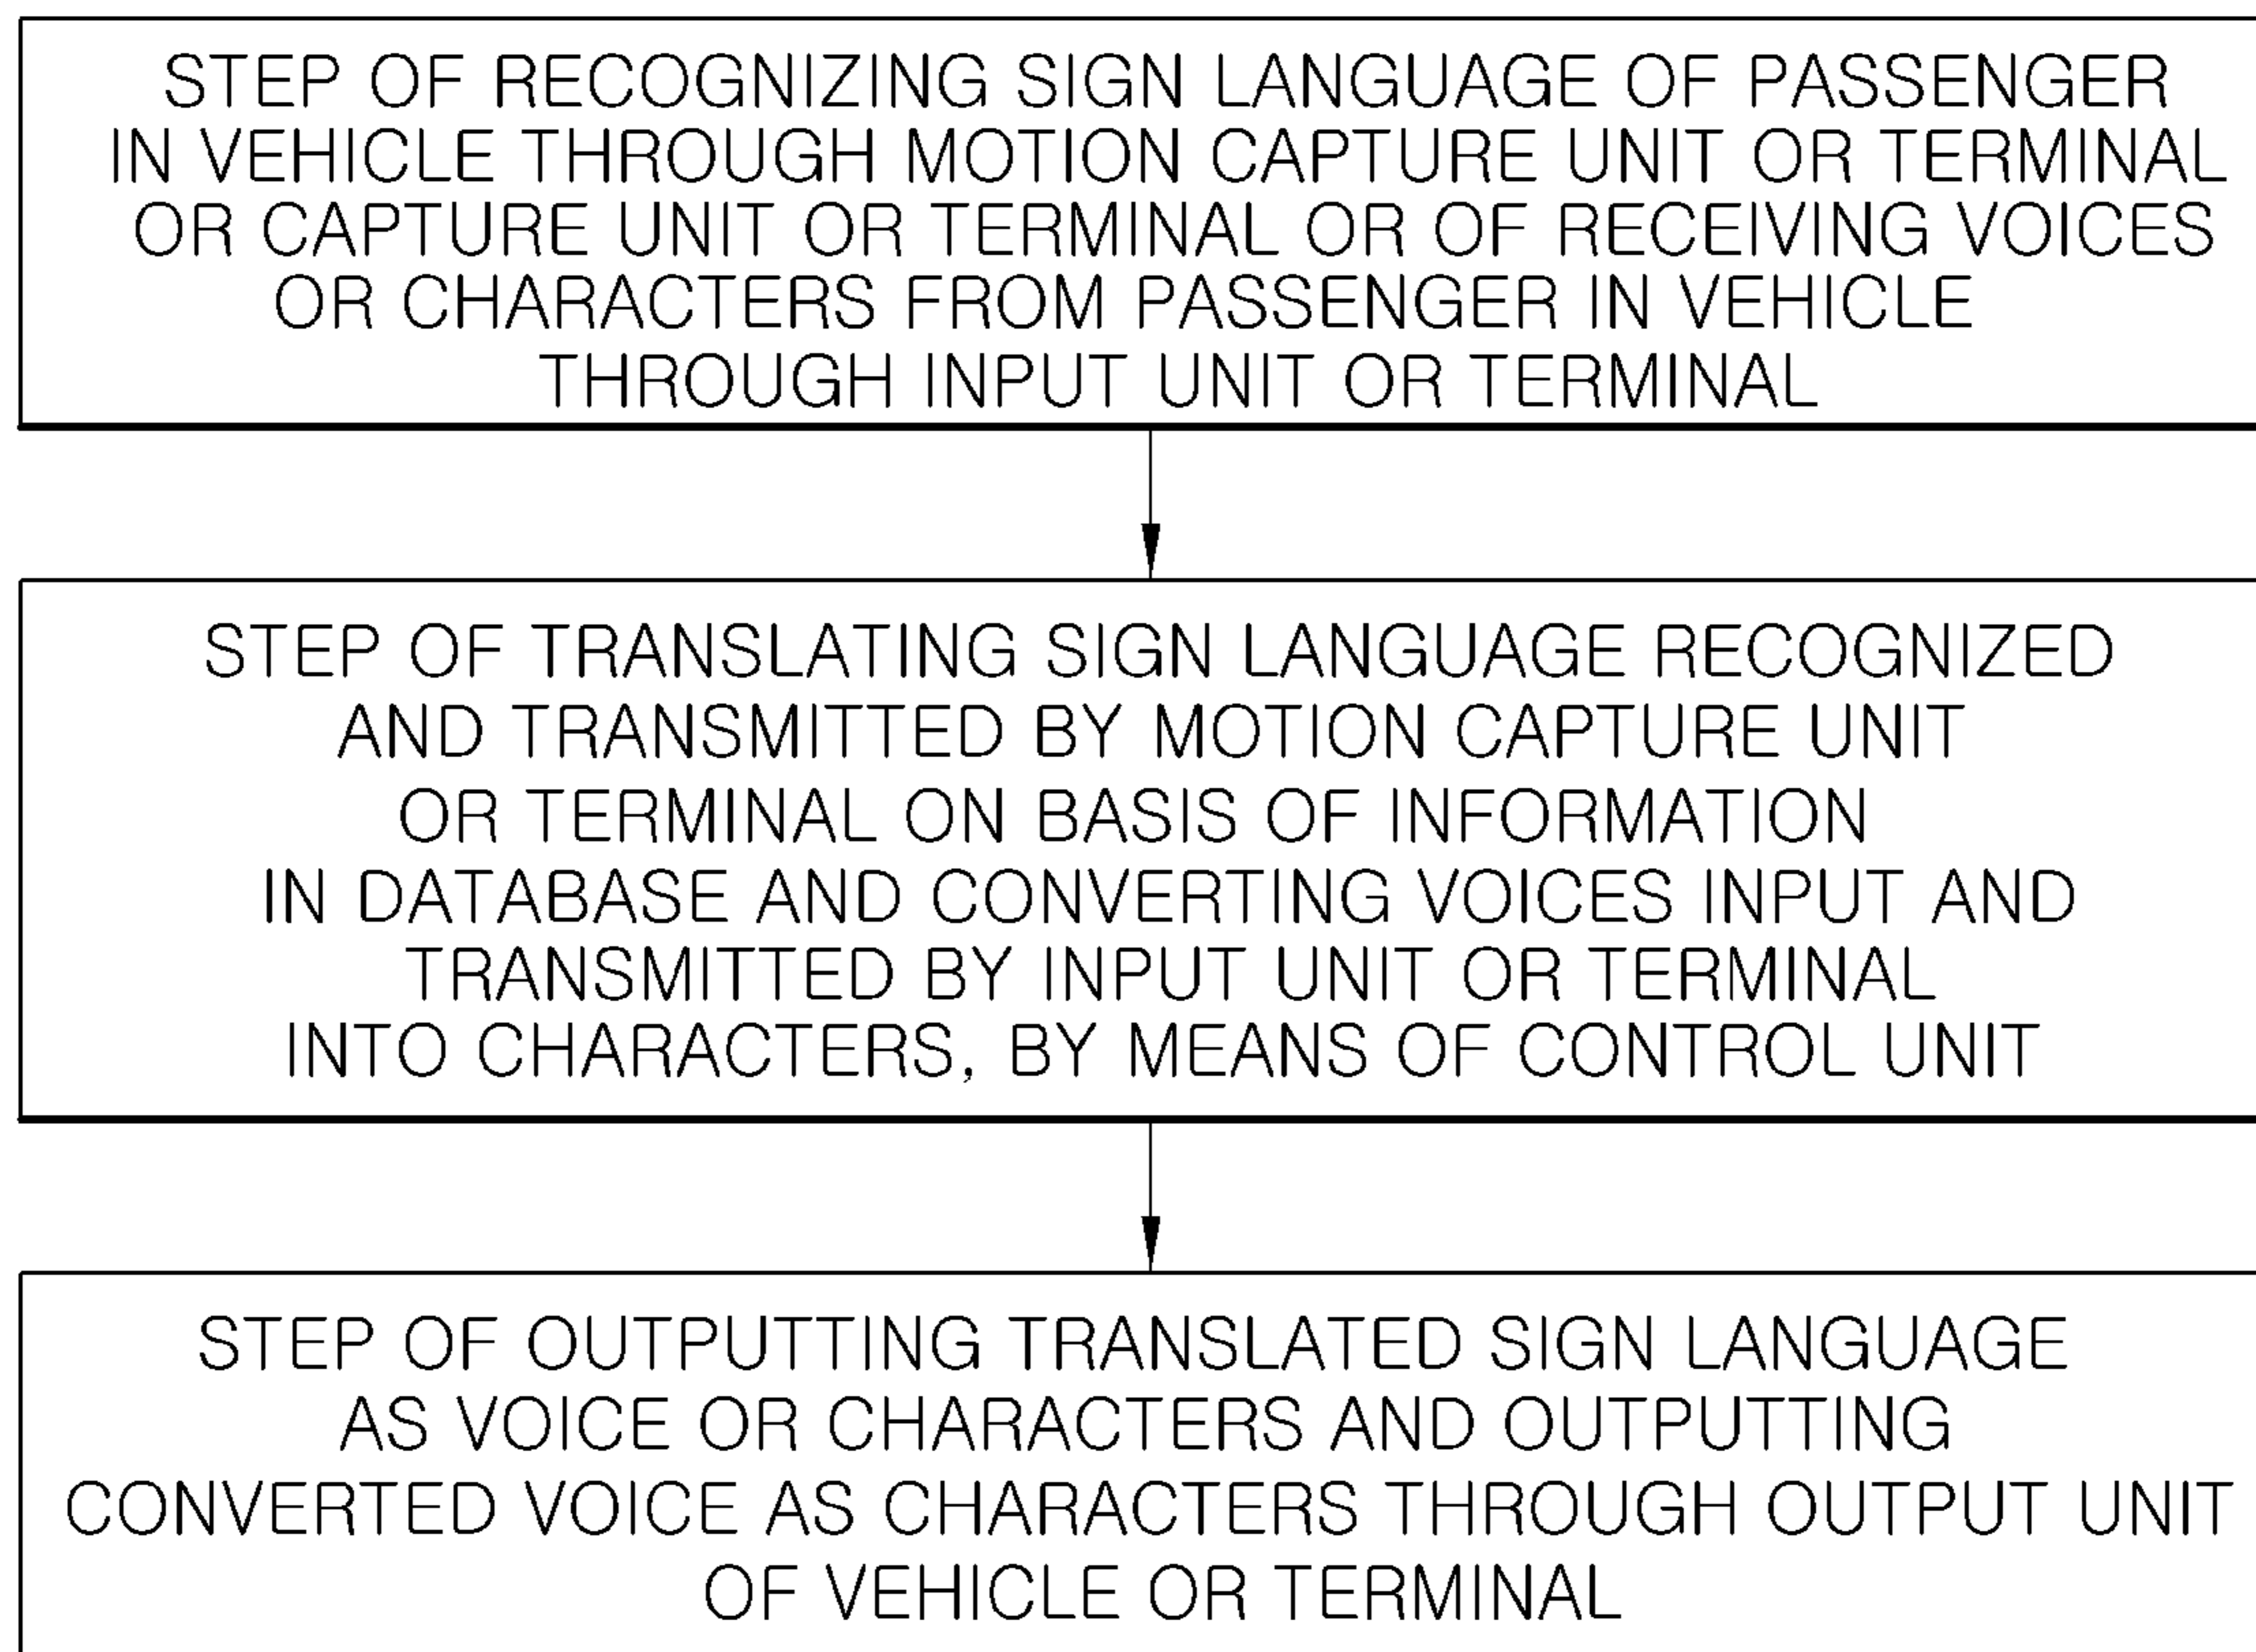 STEP OF RECOGNIZING SIGN LANGUAGE OF PASSENGER
IN VEHICLE THROUGH MOTION CAPTURE UNIT OR TERMINAL
OR CAPTURE UNIT OR TERMINAL OR OF RECEIVING VOICES
OR CHARACTERS FROM PASSENGER IN VEHICLE
THROUGH INPUT UNIT OR TERMINAL
STEP OF TRANSLATING SIGN LANGUAGE RECOGNIZED
AND TRANSMITTED BY MOTION CAPTURE UNIT
OR TERMINAL ON BASIS OF INFORMATION
IN DATABASE AND CONVERTING VOICES INPUT AND
TRANSMITTED BY INPUT UNIT OR TERMINAL
INTO CHARACTERS, BY MEANS OF CONTROL UNIT
STEP OF OUTPUTTING TRANSLATED SIGN LANGUAGE
AS VOICE OR CHARACTERS AND OUTPUTTING
CONVERTED VOICE AS CHARACTERS THROUGH OUTPUT UNIT
OF VEHICLE OR TERMINAL